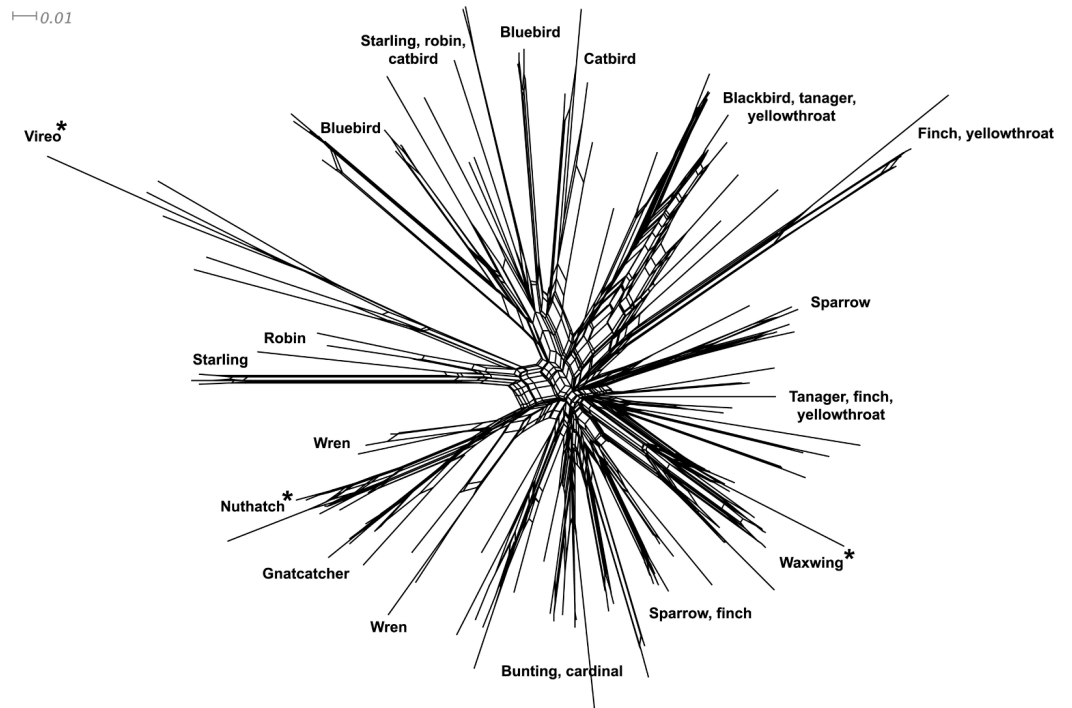 0.01
Bluebird
Starling, robin,
catbird
Catbird
Blackbird, tanager,
yellowthroat
Bluebird
Finch, yellowthroat
Vireo*
Sparrow
Robin
Starling
Tanager, finch,
yellowthroat
Wren
Nuthatch*
Waxwing*
Gnatcatcher
Sparrow, finch
Wren
Bunting, cardinal